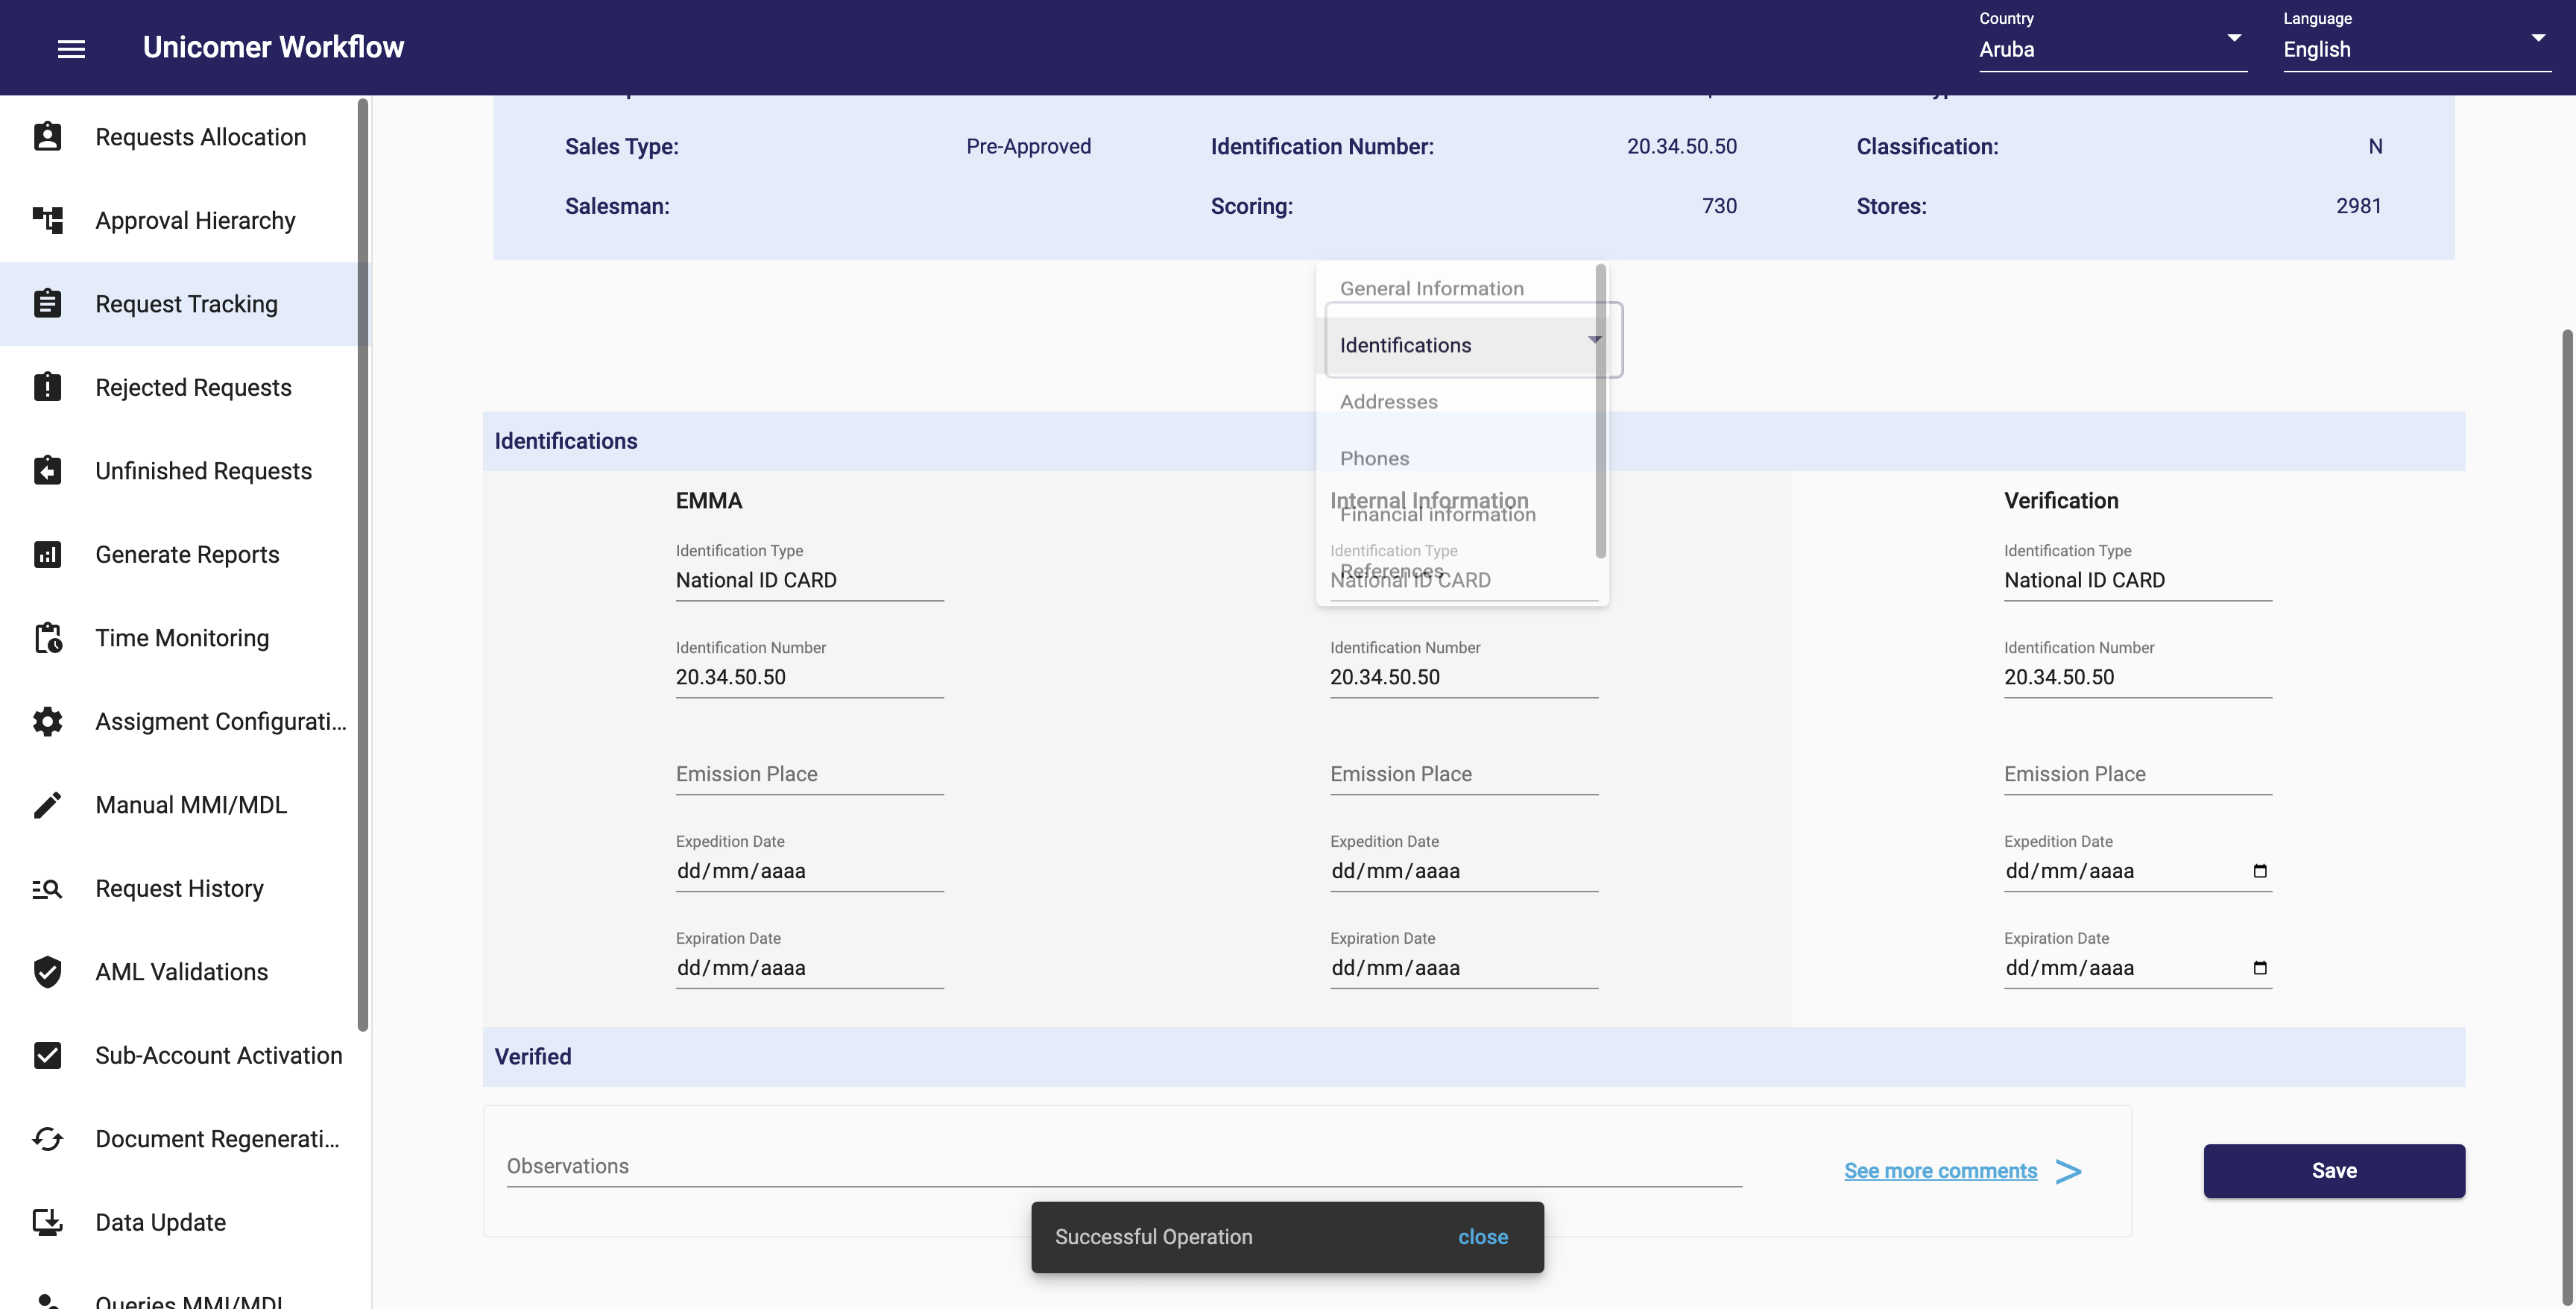 Unicomer Workflow
Country
Aruba
Language
English
Requests Allocation
Approval Hierarchy
Request Tracking
Rejected Requests
Unfinished Requests
Generate Reports
Time Monitoring
Assigment Configurati...
Manual MMI/MDL
Request History
AML Validations
Sub-Account Activation
Document Regenerati...
Data Update
Queries MMI/MDL
Sales Type: Pre-Approved Identification Number: 20.34.50.50 Classification: N
Salesman: Scoring: 730 Stores: 2981
General Information
Identifications
Addresses
Phones
Financial information
References
Identifications
EMMA
Identification Type
National ID CARD
Identification Number
20.34.50.50
Emission Place
Expedition Date
dd/mm/aaaa
Expiration Date
dd/mm/aaaa
Internal Information
Identification Type
National ID CARD
Identification Number
20.34.50.50
Emission Place
Expedition Date
dd/mm/aaaa
Expiration Date
dd/mm/aaaa
Verification
Identification Type
National ID CARD
Identification Number
20.34.50.50
Emission Place
Expedition Date
dd/mm/aaaa
Expiration Date
dd/mm/aaaa
Verified
Observations
See more comments >
Save
Successful Operation close